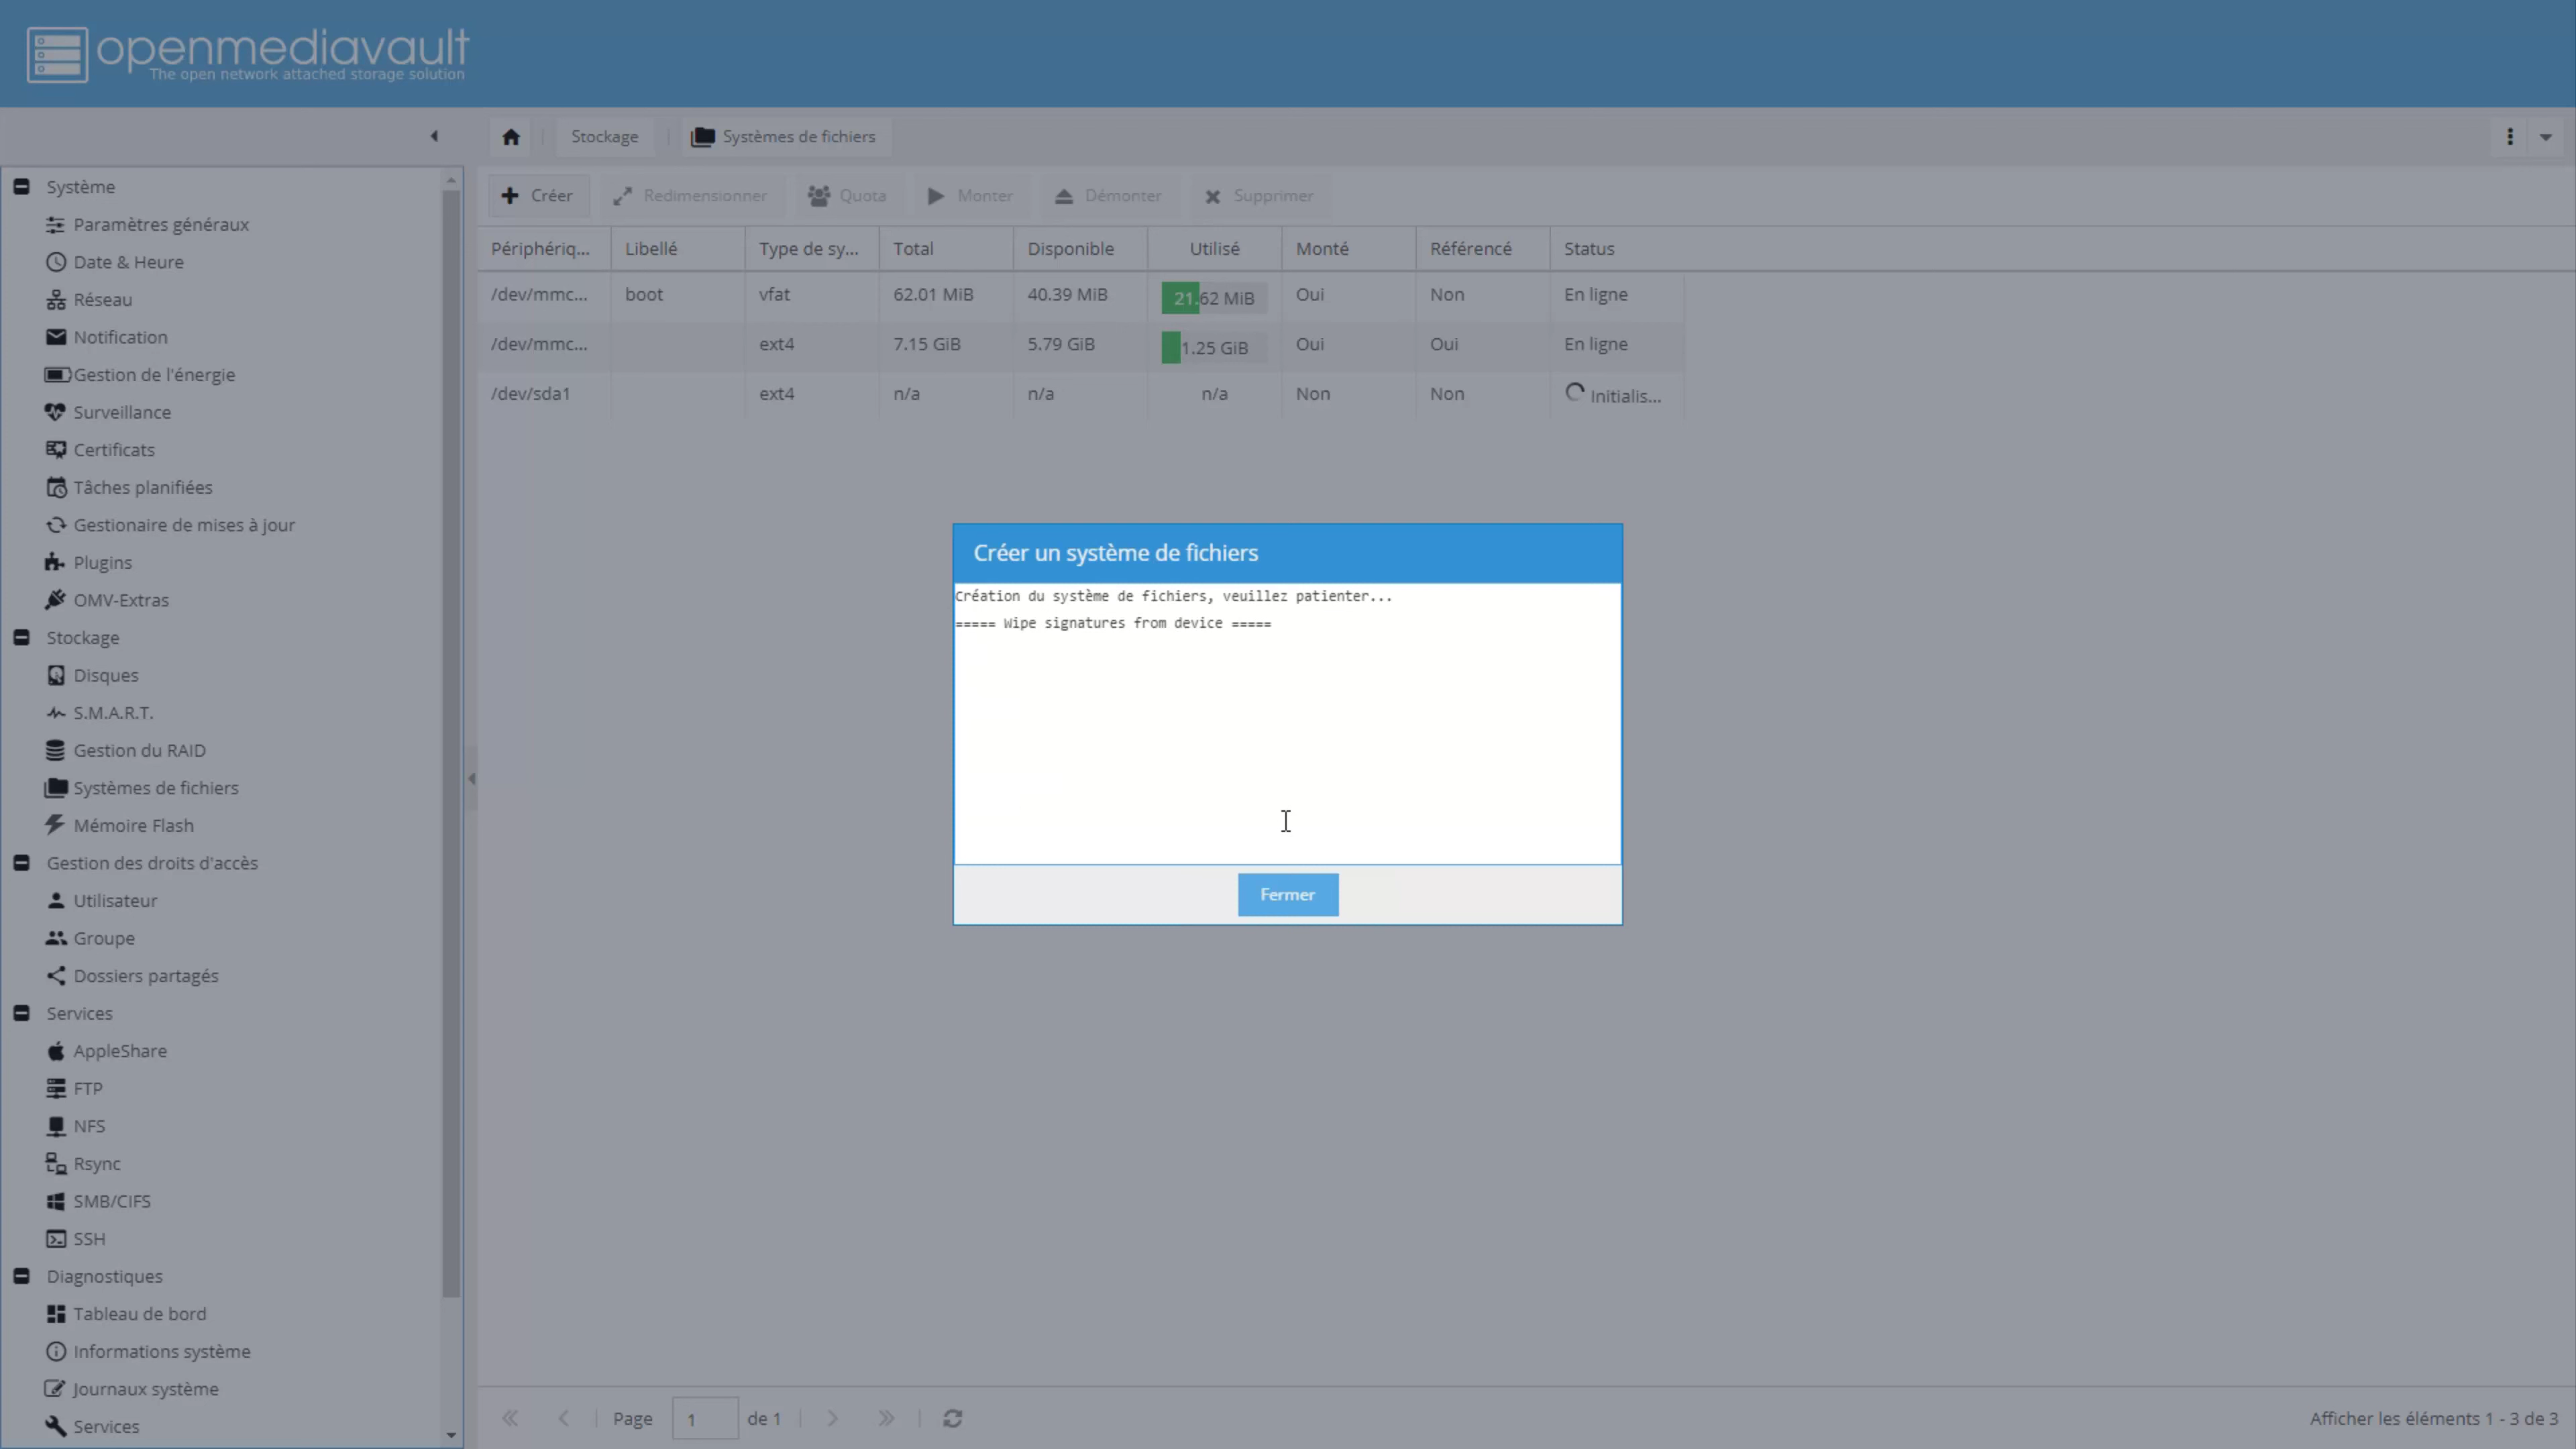 openmediavault
The open network attached storage solution
Stockage
Systèmes de fichiers
Système
Paramètres généraux
Date & Heure
Réseau
Notification
Gestion de l'énergie
Surveillance
Certificats
Tâches planifiées
Gestionaire de mises à jour
Plugins
OMV-Extras
Stockage
Disques
S.M.A.R.T.
Gestion du RAID
Systèmes de fichiers
Mémoire Flash
Gestion des droits d'accès
Utilisateur
Groupe
Dossiers partagés
Services
AppleShare
FTP
NFS
Rsync
SMB/CIFS
SSH
Diagnostiques
Tableau de bord
Informations système
Journaux système
Services
Créer Redimensionner Quota Monter Démonter Supprimer
Périphériq... Libellé Type de sy... Total Disponible Utilisé Monté Référencé Status
/dev/mmc... boot vfat 62.01 MiB 40.39 MiB 21.62 MiB Oui Non En ligne
/dev/mmc... ext4 7.15 GiB 5.79 GiB 1.25 GiB Oui Oui En ligne
/dev/sda1 ext4 n/a n/a n/a Non Non Initialis...
Créer un système de fichiers
Création du système de fichiers, veuillez patienter...
===== Wipe signatures from device =====
Fermer
Page 1 de 1
Afficher les éléments 1 - 3 de 3